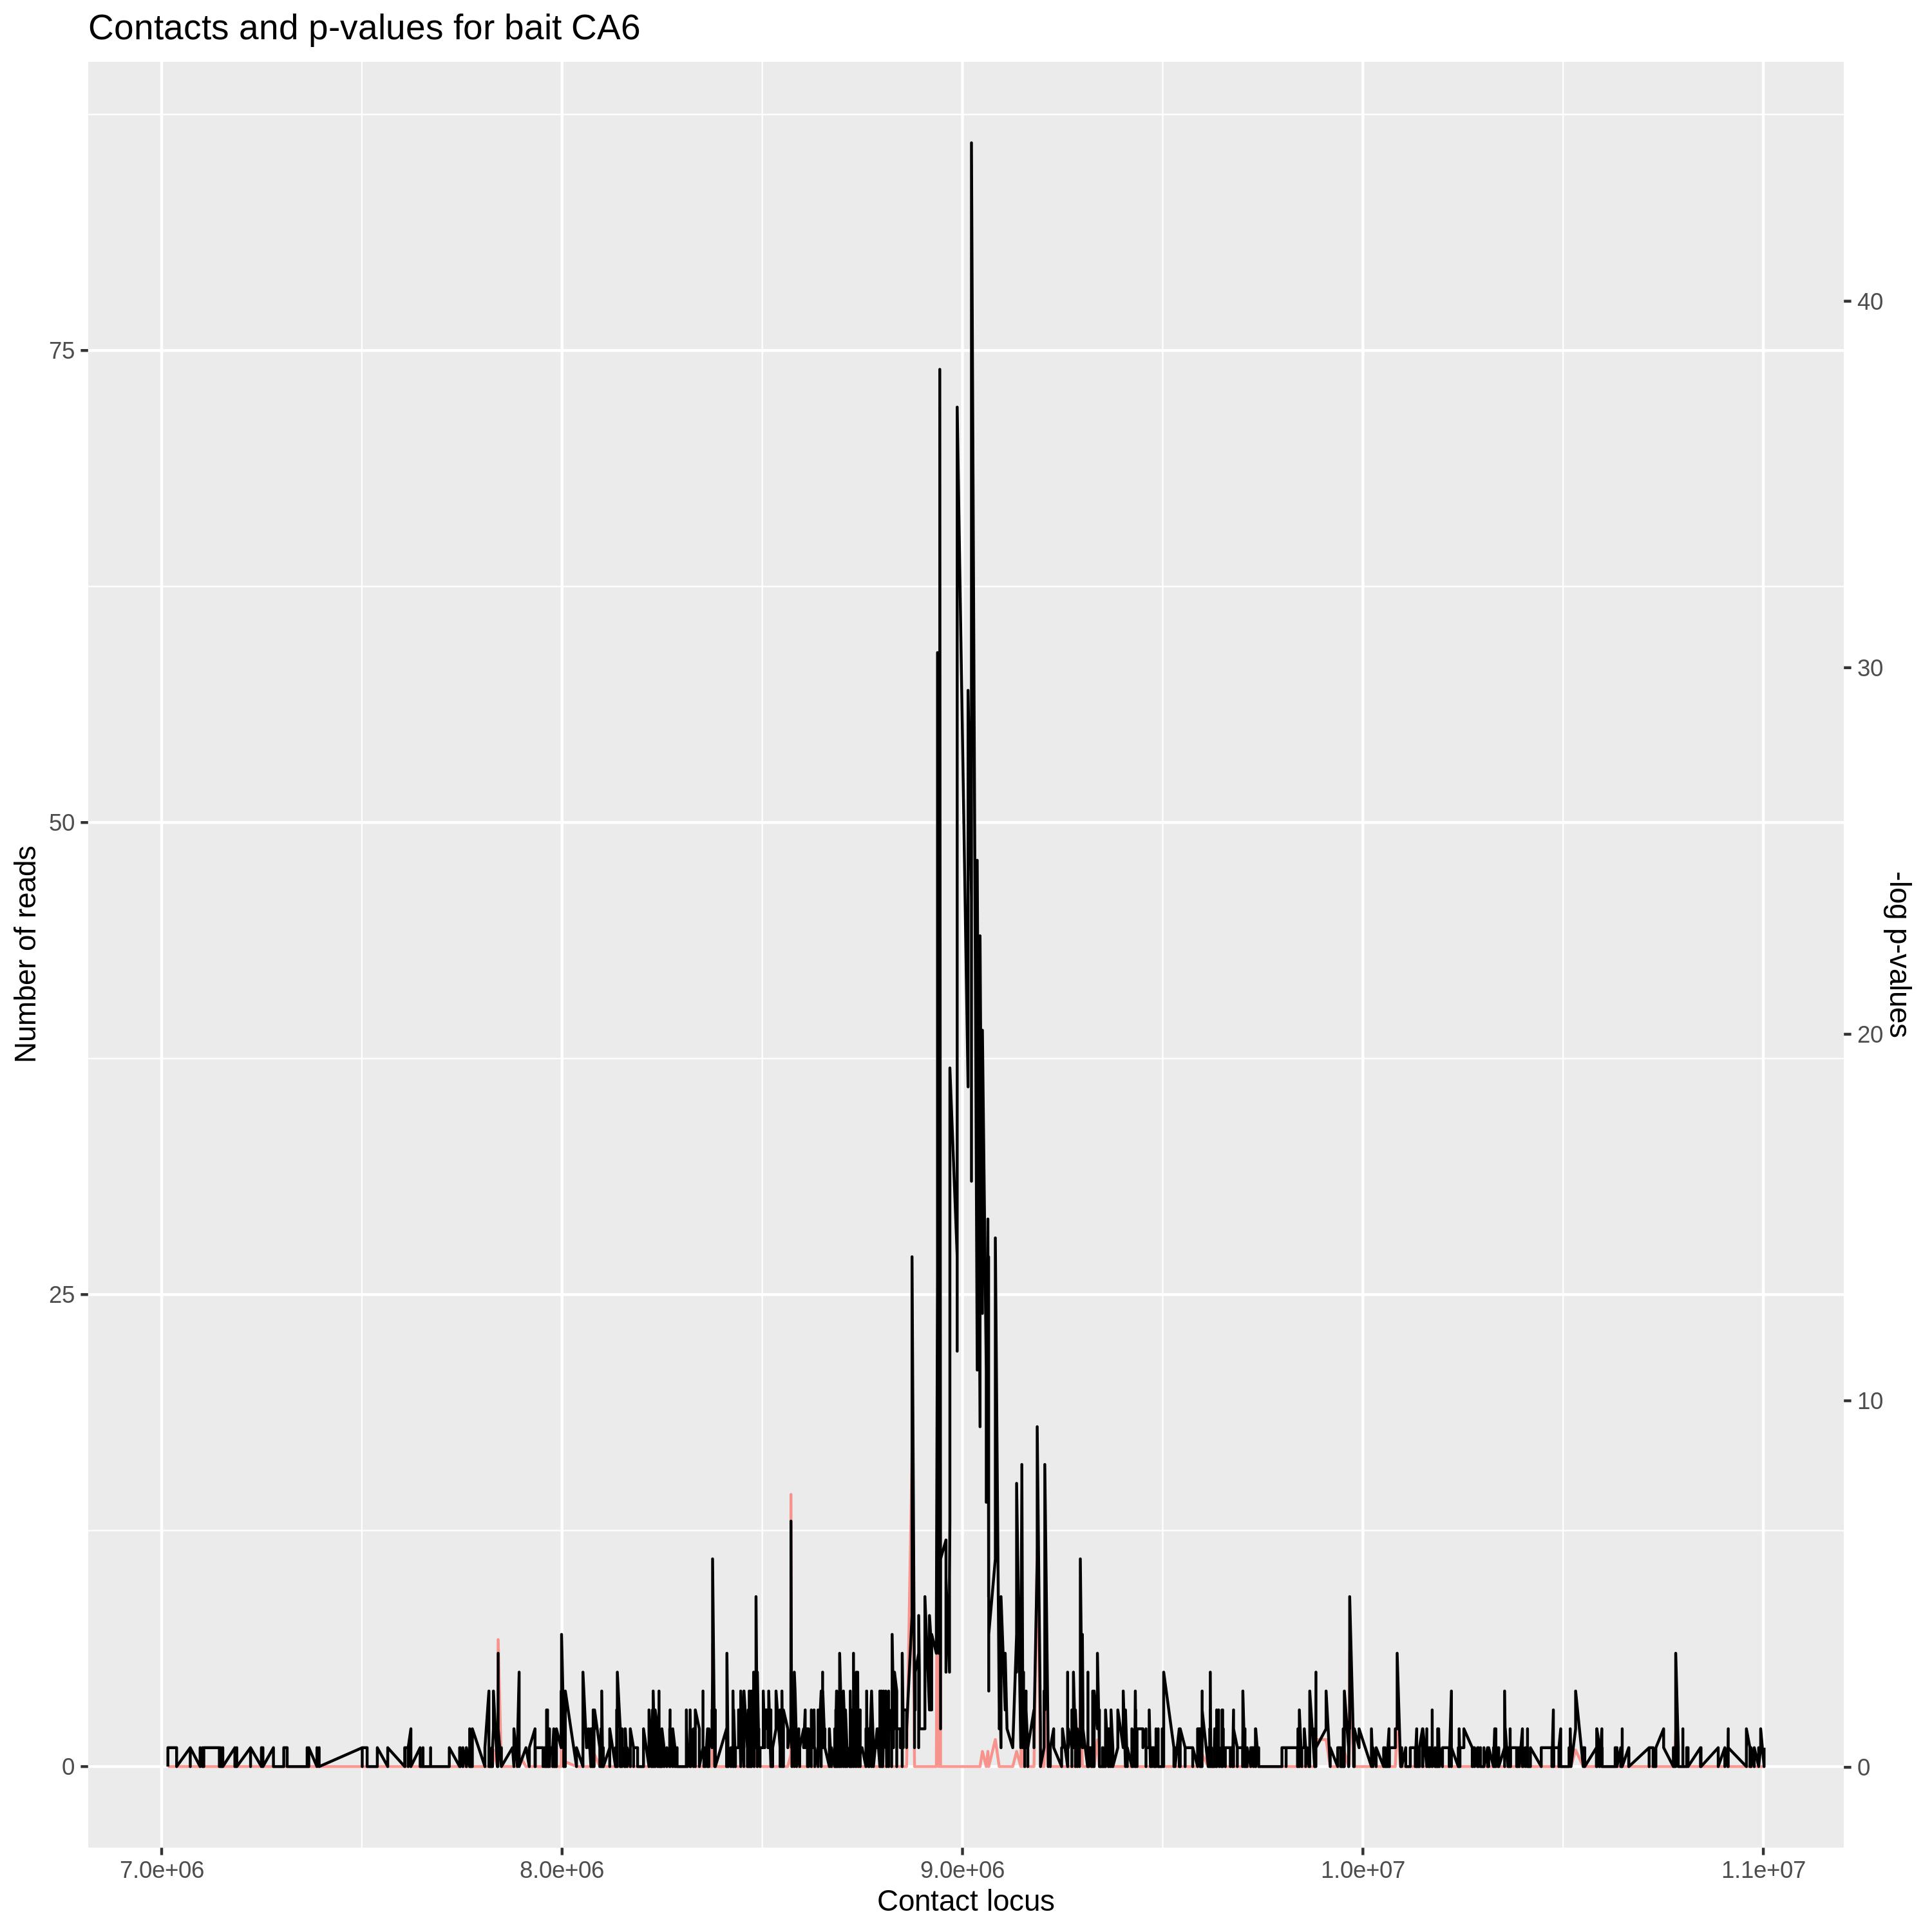 Contacts and p-values for bait CA6
Number of reads
75
50
25
0
40
30
20
10
0
-log p-values
7.0e+06
8.0e+06
9.0e+06
1.0e+07
1.1e+07
Contact locus